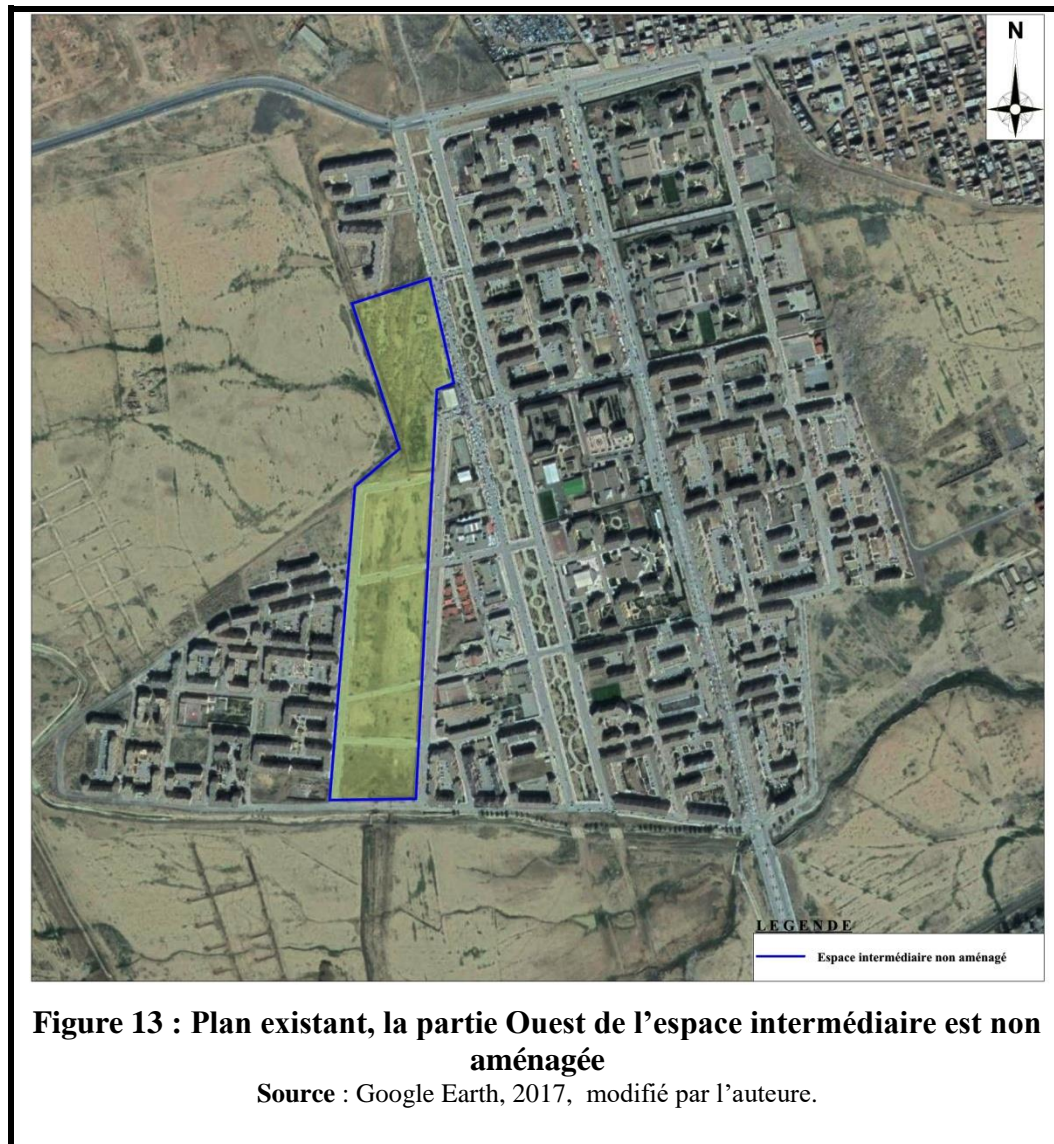 N
LEGENDE
Espace intermédiaire non aménagé
Figure 13 : Plan existant, la partie Ouest de l’espace intermédiaire est non
aménagée
Source : Google Earth, 2017, modifié par l’auteure.